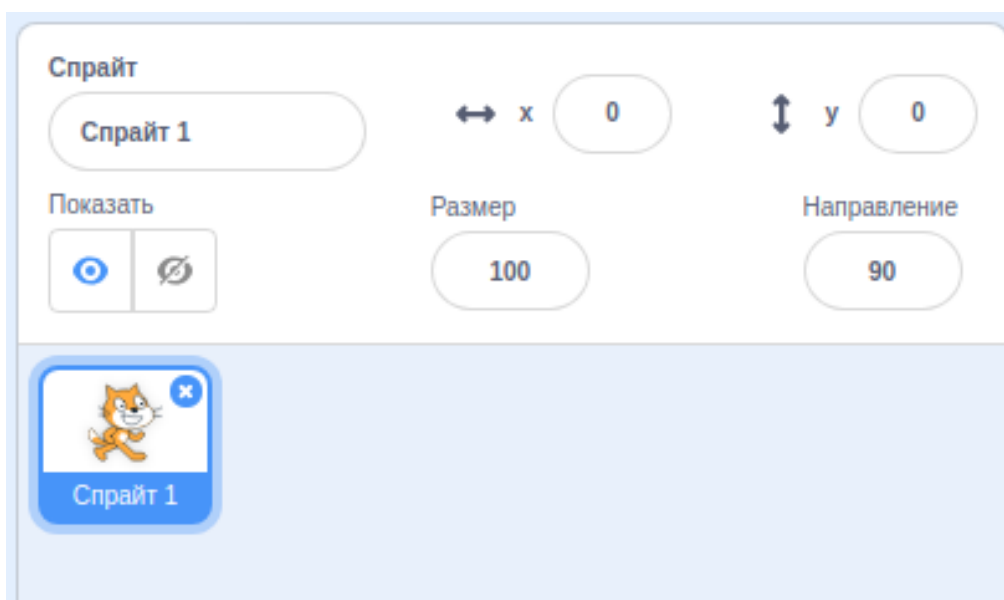 Спрайт
Спрайт 1
x 0
y 0
Показать
Размер
Направление
100
90
Спрайт 1